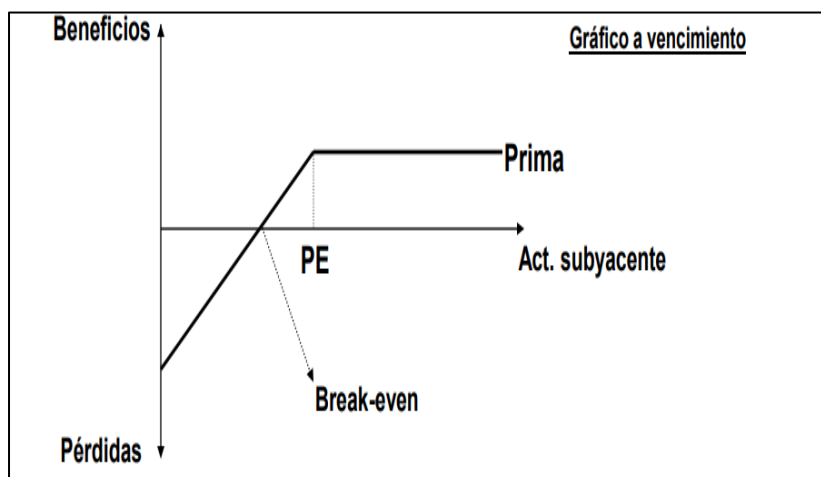 Beneficios
Gráfico a vencimiento
Prima
PE
Act. subyacente
Break-even
Pérdidas